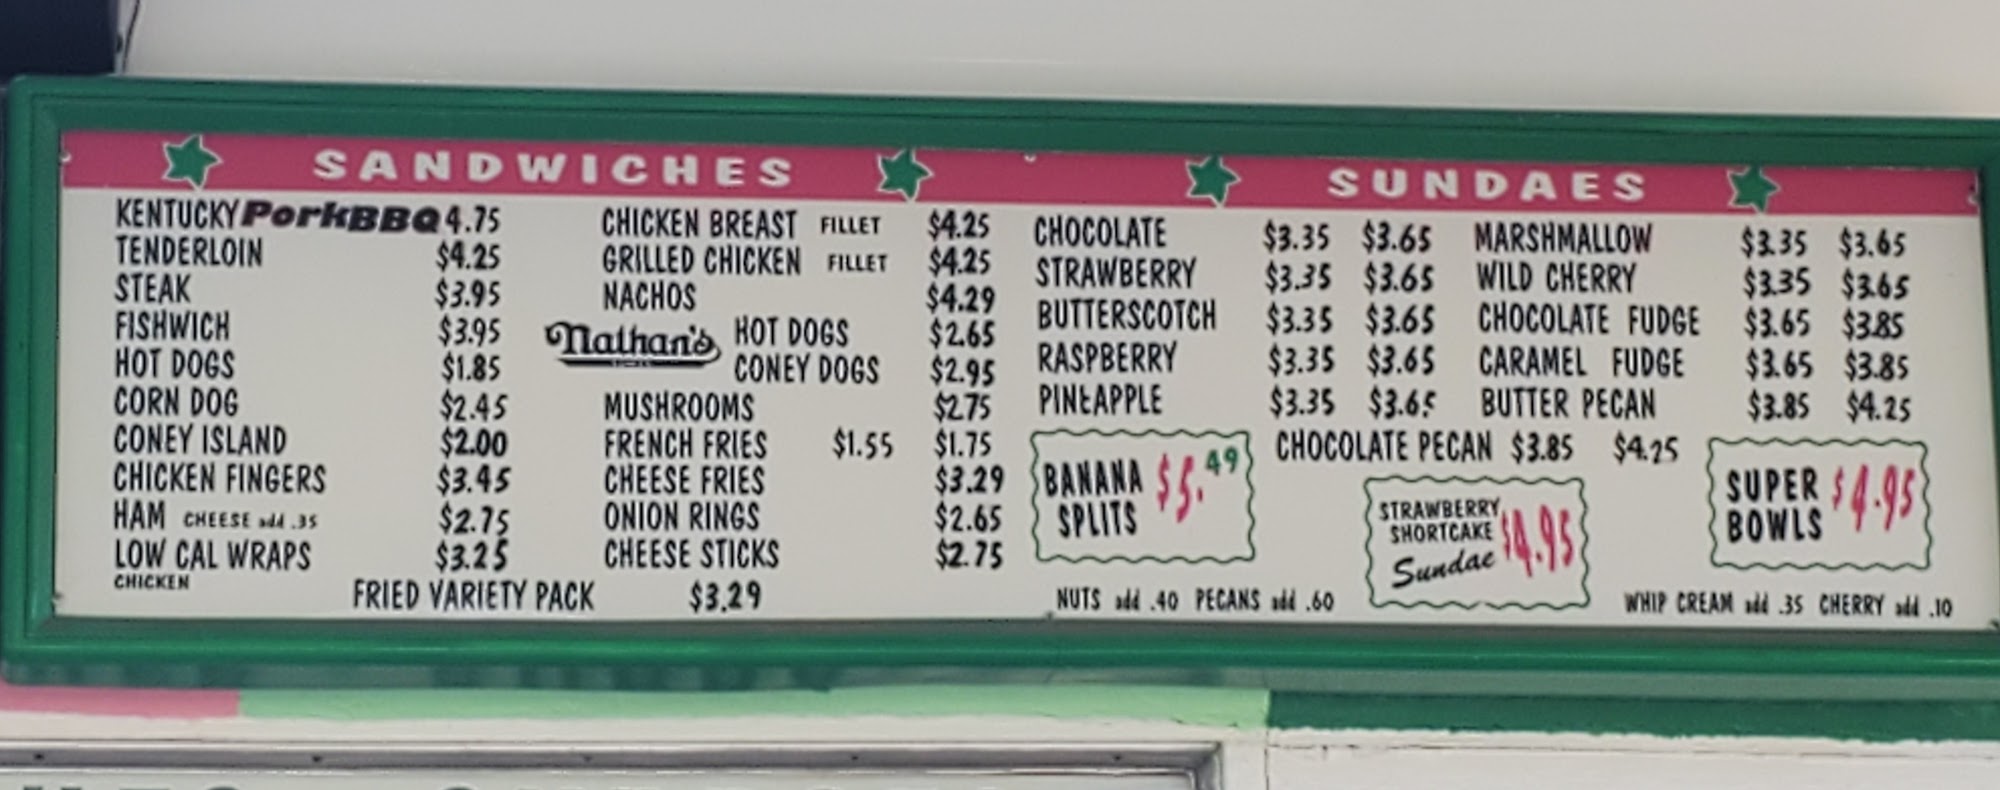 SANDWICHES
KENTUCKY PorkBBQ 4.75
TENDERLOIN $4.25
STEAK $3.95
FISHWICH $3.95
HOT DOGS $1.85
CORN DOG $2.45
CONEY ISLAND $2.00
CHICKEN FINGERS $3.45
HAM CHEESE add .35 $2.75
LOW CAL WRAPS $3.25
CHICKEN
CHICKEN BREAST FILLET $4.25
GRILLED CHICKEN FILLET $4.25
NACHOS $4.29
Nathan's HOT DOGS $2.65
CONEY DOGS $2.95
MUSHROOMS $2.75
FRENCH FRIES $1.55 $1.75
CHEESE FRIES $3.29
ONION RINGS $2.65
CHEESE STICKS $2.75
FRIED VARIETY PACK $3.29
SUNDAES
CHOCOLATE $3.35 $3.65
STRAWBERRY $3.35 $3.65
BUTTERSCOTCH $3.35 $3.65
RASPBERRY $3.35 $3.65
PINEAPPLE $3.35 $3.65
MARSHMALLOW $3.35 $3.65
WILD CHERRY $3.35 $3.65
CHOCOLATE FUDGE $3.65 $3.85
CARAMEL FUDGE $3.65 $3.85
BUTTER PECAN $3.85 $4.25
CHOCOLATE PECAN $3.85 $4.25
BANANA SPLITS $5.49
STRAWBERRY
SHORTCAKE
Sundae $4.95
SUPER BOWLS $4.95
NUTS add .40 PECANS add .60
WHIP CREAM add .35 CHERRY add .10